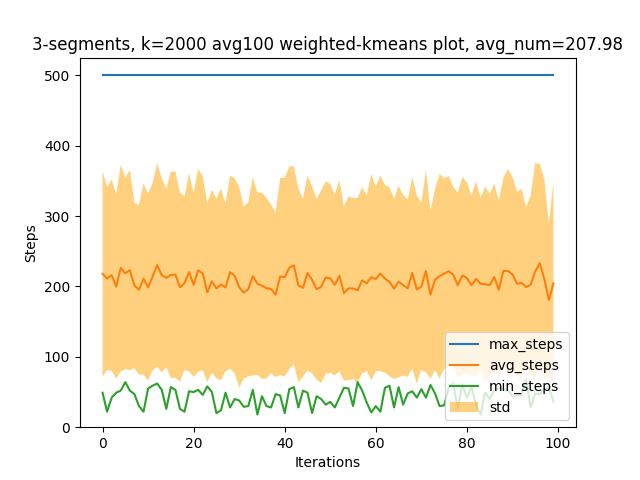 3-segments, k=2000 avg100 weighted-kmeans plot, avg_num=207.98
500
400
300
200
100
0
Steps
max_steps
avg_steps
min_steps
std
0
20
40
60
80
100
Iterations